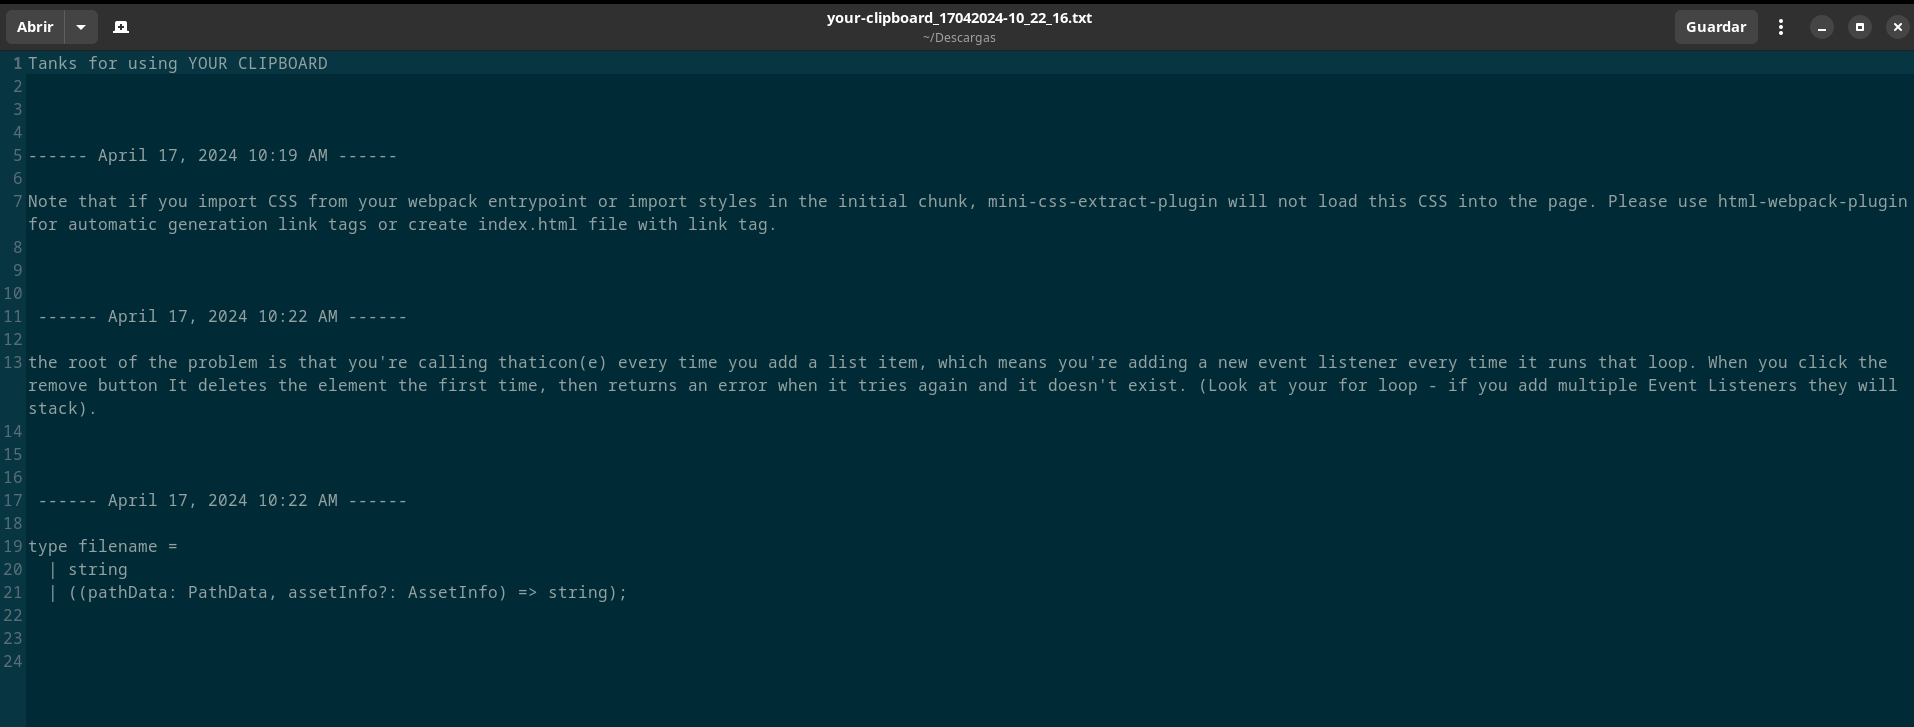 Abrir
your-clipboard_17042024-10_22_16.txt
~/Descargas
Guardar
1 Tanks for using YOUR CLIPBOARD
2
3
4
5 ------ April 17, 2024 10:19 AM ------
6
7 Note that if you import CSS from your webpack entrypoint or import styles in the initial chunk, mini-css-extract-plugin will not load this CSS into the page. Please use html-webpack-plugin
for automatic generation link tags or create index.html file with link tag.
8
9
10
11  ------ April 17, 2024 10:22 AM ------
12
13 the root of the problem is that you're calling thaticon(e) every time you add a list item, which means you're adding a new event listener every time it runs that loop. When you click the
remove button It deletes the element the first time, then returns an error when it tries again and it doesn't exist. (Look at your for loop - if you add multiple Event Listeners they will
stack).
14
15
16
17  ------ April 17, 2024 10:22 AM ------
18
19 type filename =
20   | string
21   | ((pathData: PathData, assetInfo?: AssetInfo) => string);
22
23
24